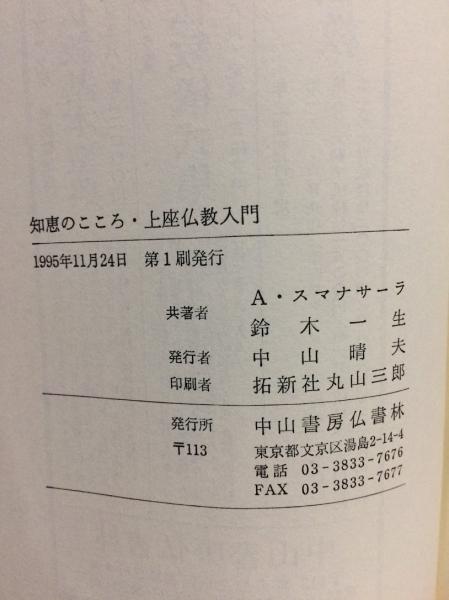 知恵のこころ・上座仏教入門
1995年11月24日 第1刷発行
共著者 A・スマナサーラ
鈴木一生
発行者 中山晴夫
印刷者 拓新社丸山三郎
発行所 中山書房仏書林
〒113 東京都文京区湯島2-14-4
電話 03-3833-7676
FAX 03-3833-7677